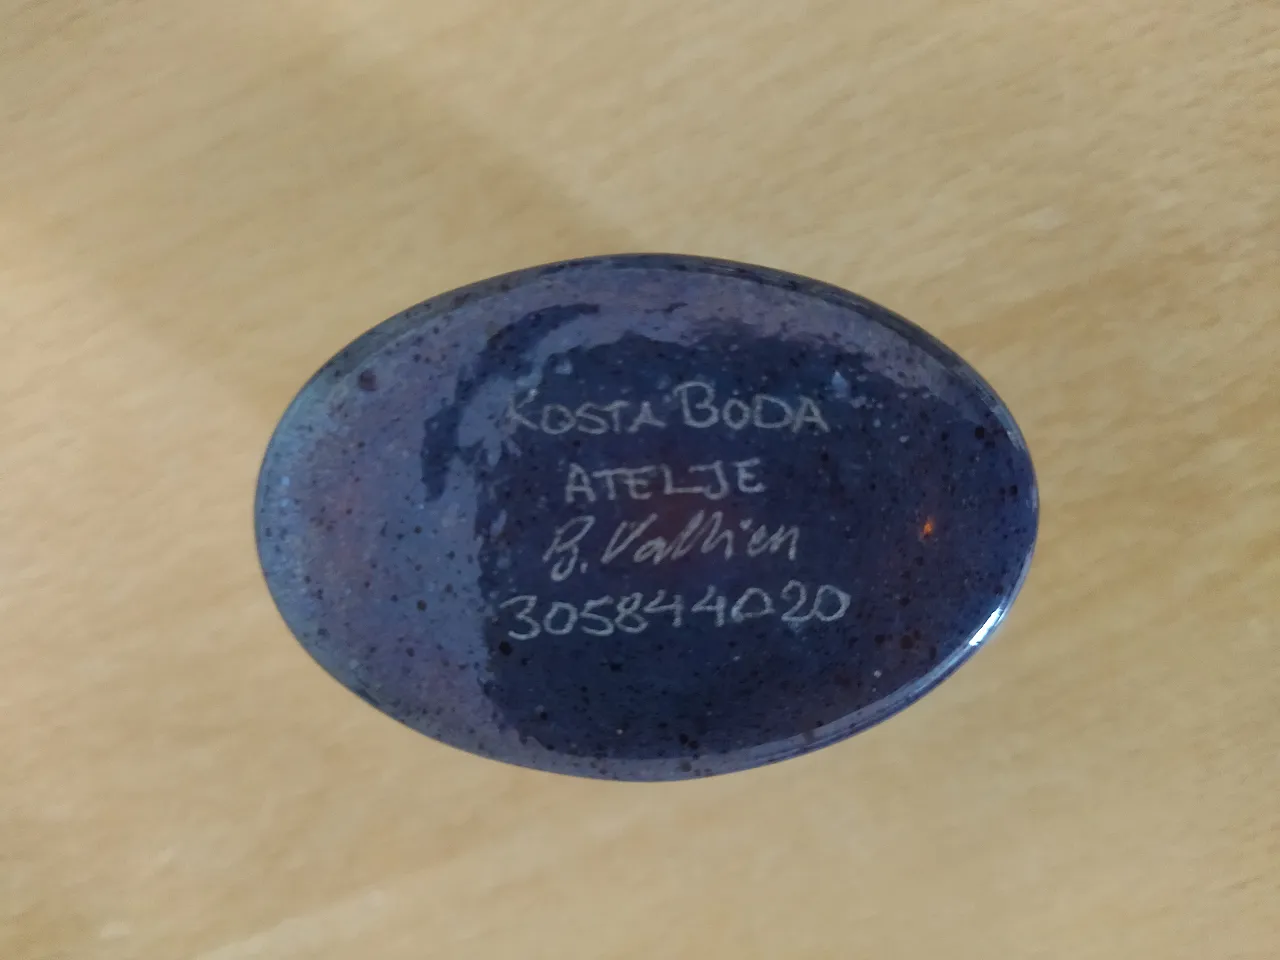 KOSTA BODA
ATELJE
B. Vallien
305844020